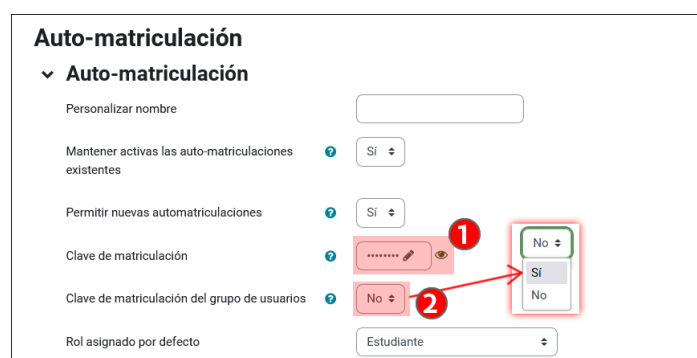 Auto-matriculación
Auto-matriculación
Personalizar nombre
Mantener activas las auto-matriculaciones
existentes
Sí
Permitir nuevas automatriculaciones
Sí
1
Clave de matriculación
••••••••
No
Sí
No
Clave de matriculación del grupo de usuarios
No
2
Rol asignado por defecto
Estudiante